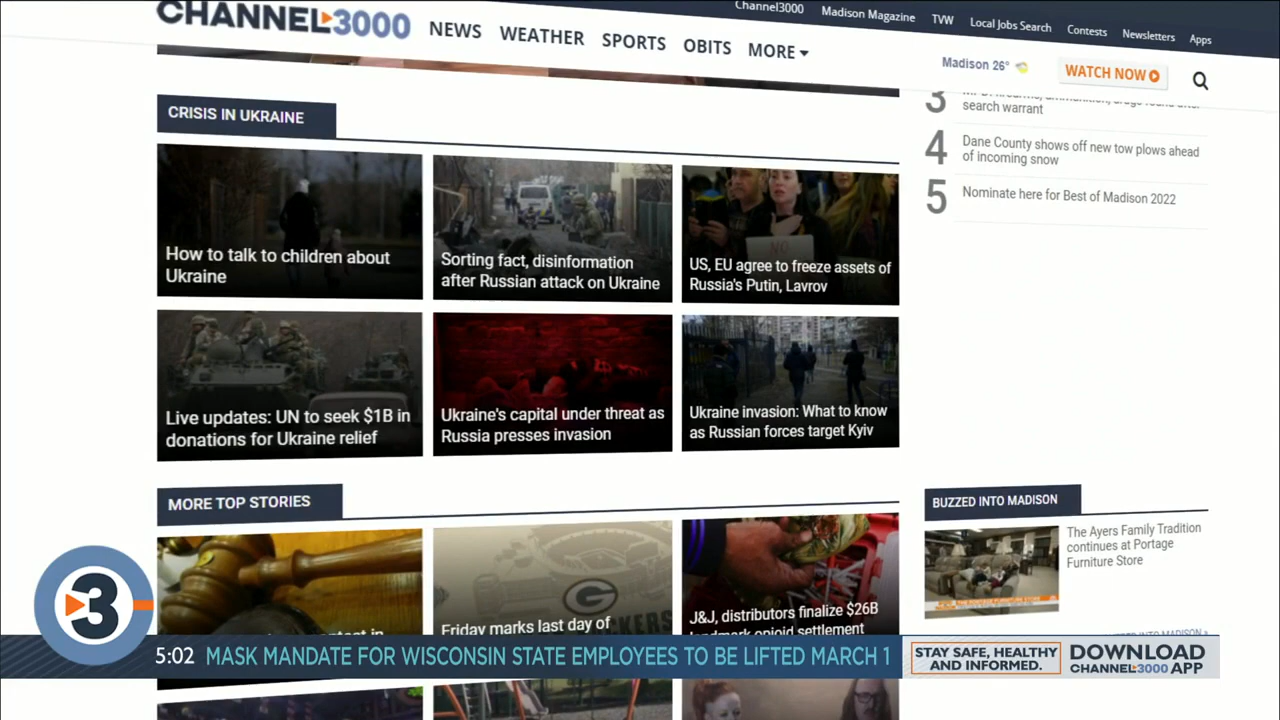 CHANNEL3000
NEWS WEATHER SPORTS OBITS MORE
Channel3000 Madison Magazine TVW Local Jobs Search Contests Newsletters Apps
Madison 26°
WATCH NOW
CRISIS IN UKRAINE
How to talk to children about
Ukraine
Sorting fact, disinformation
after Russian attack on Ukraine
US, EU agree to freeze assets of
Russia's Putin, Lavrov
Live updates: UN to seek $1B in
donations for Ukraine relief
Ukraine's capital under threat as
Russia presses invasion
Ukraine invasion: What to know
as Russian forces target Kyiv
3
search warrant
4
Dane County shows off new tow plows ahead
of incoming snow
5
Nominate here for Best of Madison 2022
MORE TOP STORIES
Friday marks last day of
J&J, distributors finalize $26B
landmark opioid settlement
BUZZED INTO MADISON
The Ayers Family Tradition
continues at Portage
Furniture Store
3
5:02 MASK MANDATE FOR WISCONSIN STATE EMPLOYEES TO BE LIFTED MARCH 1
STAY SAFE, HEALTHY
AND INFORMED.
DOWNLOAD
CHANNEL3000 APP